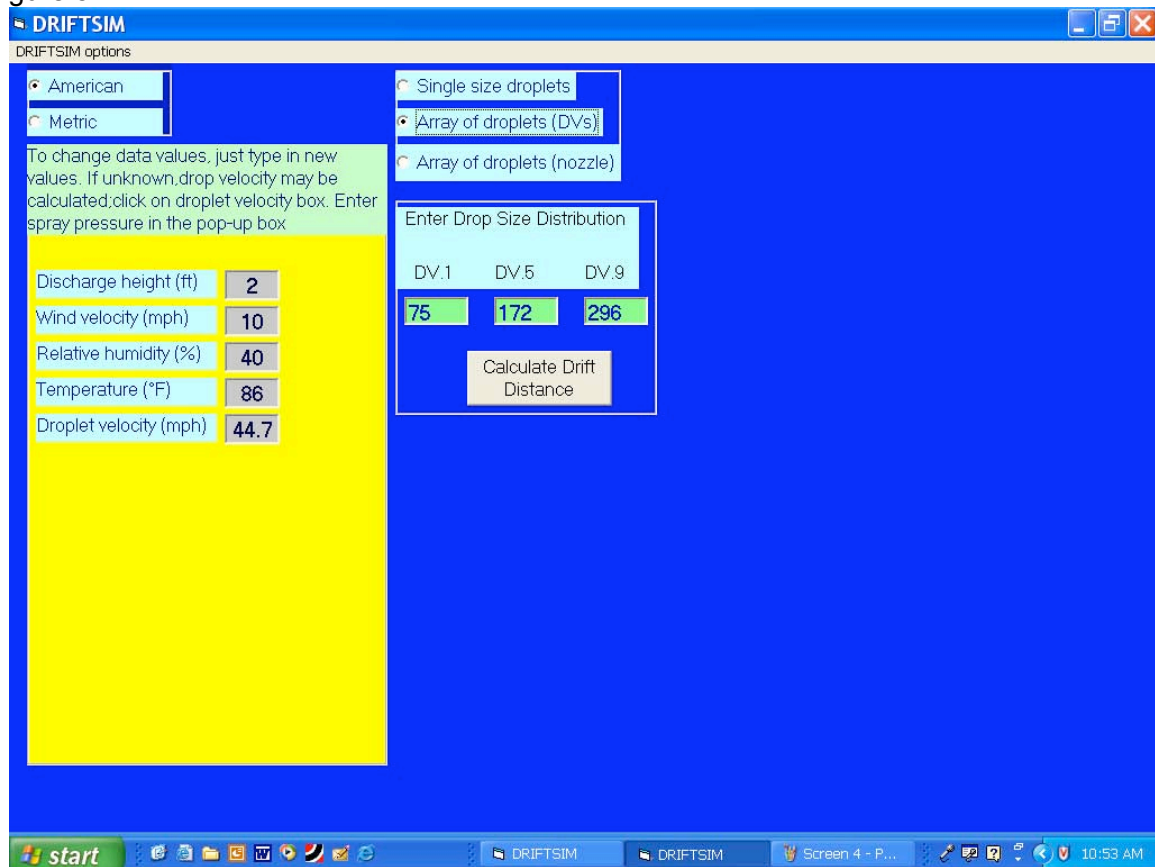 DRIFTSIM
DRIFTSIM options
American
Metric
To change data values, just type in new
values. If unknown,drop velocity may be
calculated;click on droplet velocity box. Enter
spray pressure in the pop-up box
Discharge height (ft) 2
Wind velocity (mph) 10
Relative humidity (%) 40
Temperature (°F) 86
Droplet velocity (mph) 44.7
Single size droplets
Array of droplets (DVs)
Array of droplets (nozzle)
Enter Drop Size Distribution
DV.1 DV.5 DV.9
75 172 296
Calculate Drift
Distance
start DRIFTSIM DRIFTSIM Screen 4 - P... 10:53 AM